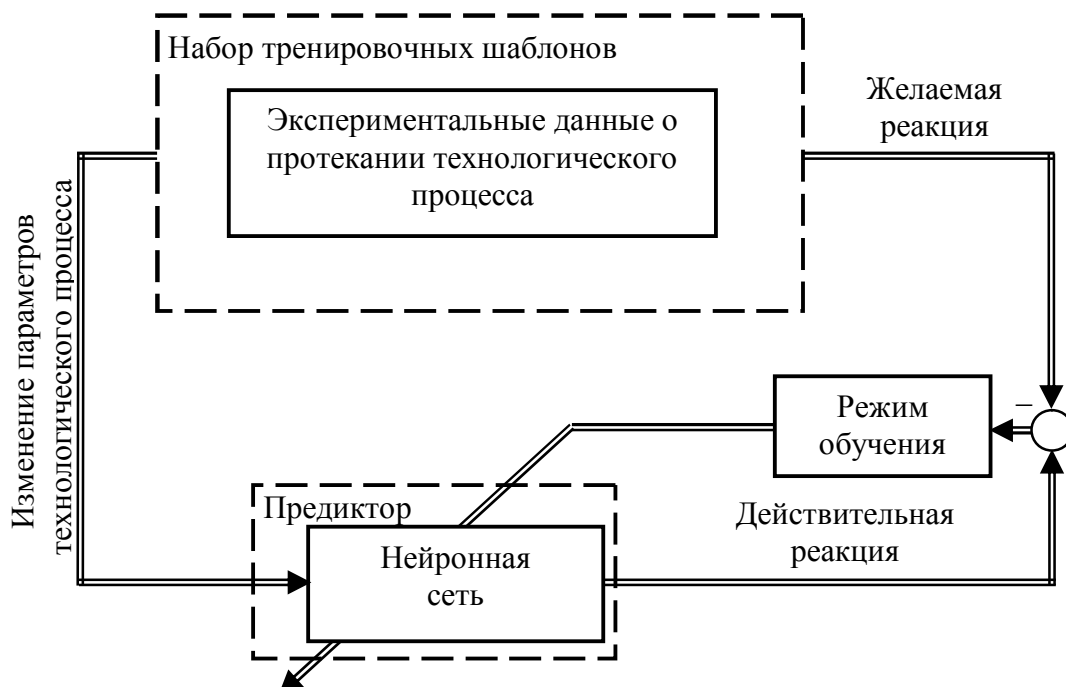 Набор тренировочных шаблонов
Экспериментальные данные о
протекании технологического
процесса
Желаемая
реакция
Изменение параметров
технологического процесса
–
Режим
обучения
Предиктор
Нейронная
сеть
Действительная
реакция